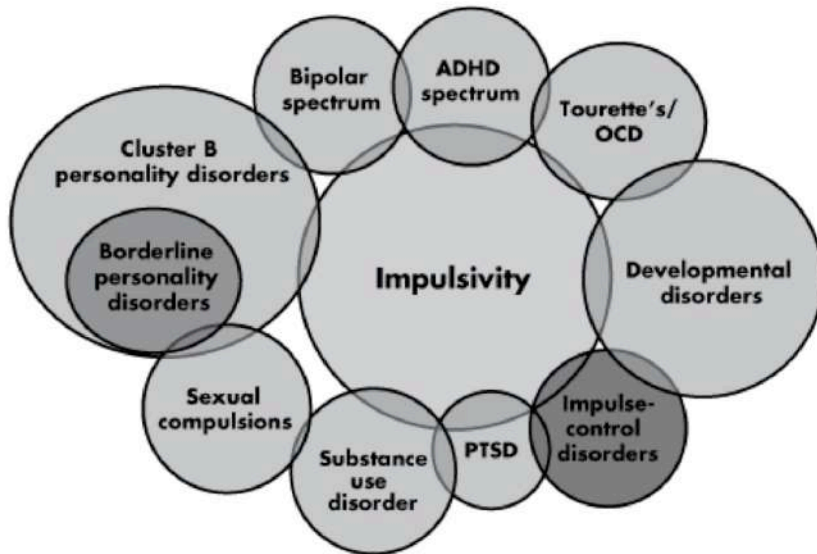 Bipolar
spectrum
ADHD
spectrum
Tourette's/
OCD
Cluster B
personality disorders
Borderline
personality
disorders
Impulsivity
Developmental
disorders
Sexual
compulsions
Substance
use
disorder
PTSD
Impulse-
control
disorders